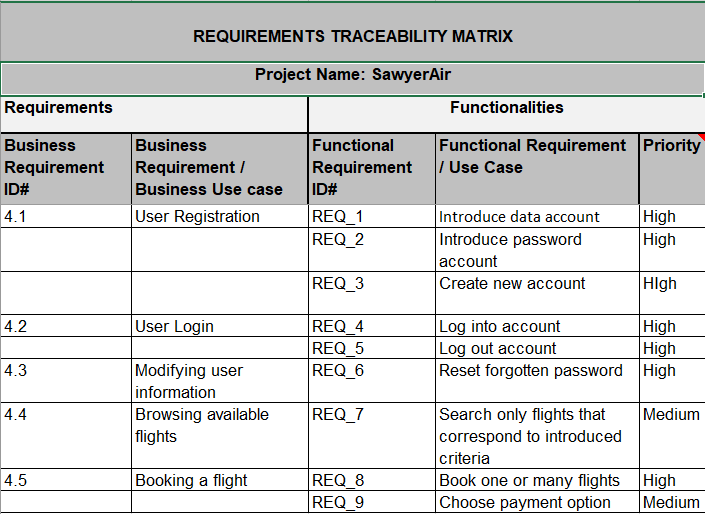 REQUIREMENTS TRACEABILITY MATRIX
Project Name: SawyerAir
Requirements Functionalities
Business Requirement ID# Business Requirement / Business Use case Functional Requirement ID# Functional Requirement / Use Case Priority
4.1 User Registration REQ_1 Introduce data account High
REQ_2 Introduce password account High
REQ_3 Create new account HIgh
4.2 User Login REQ_4 Log into account High
REQ_5 Log out account High
4.3 Modifying user information REQ_6 Reset forgotten password High
4.4 Browsing available flights REQ_7 Search only flights that correspond to introduced criteria Medium
4.5 Booking a flight REQ_8 Book one or many flights High
REQ_9 Choose payment option Medium